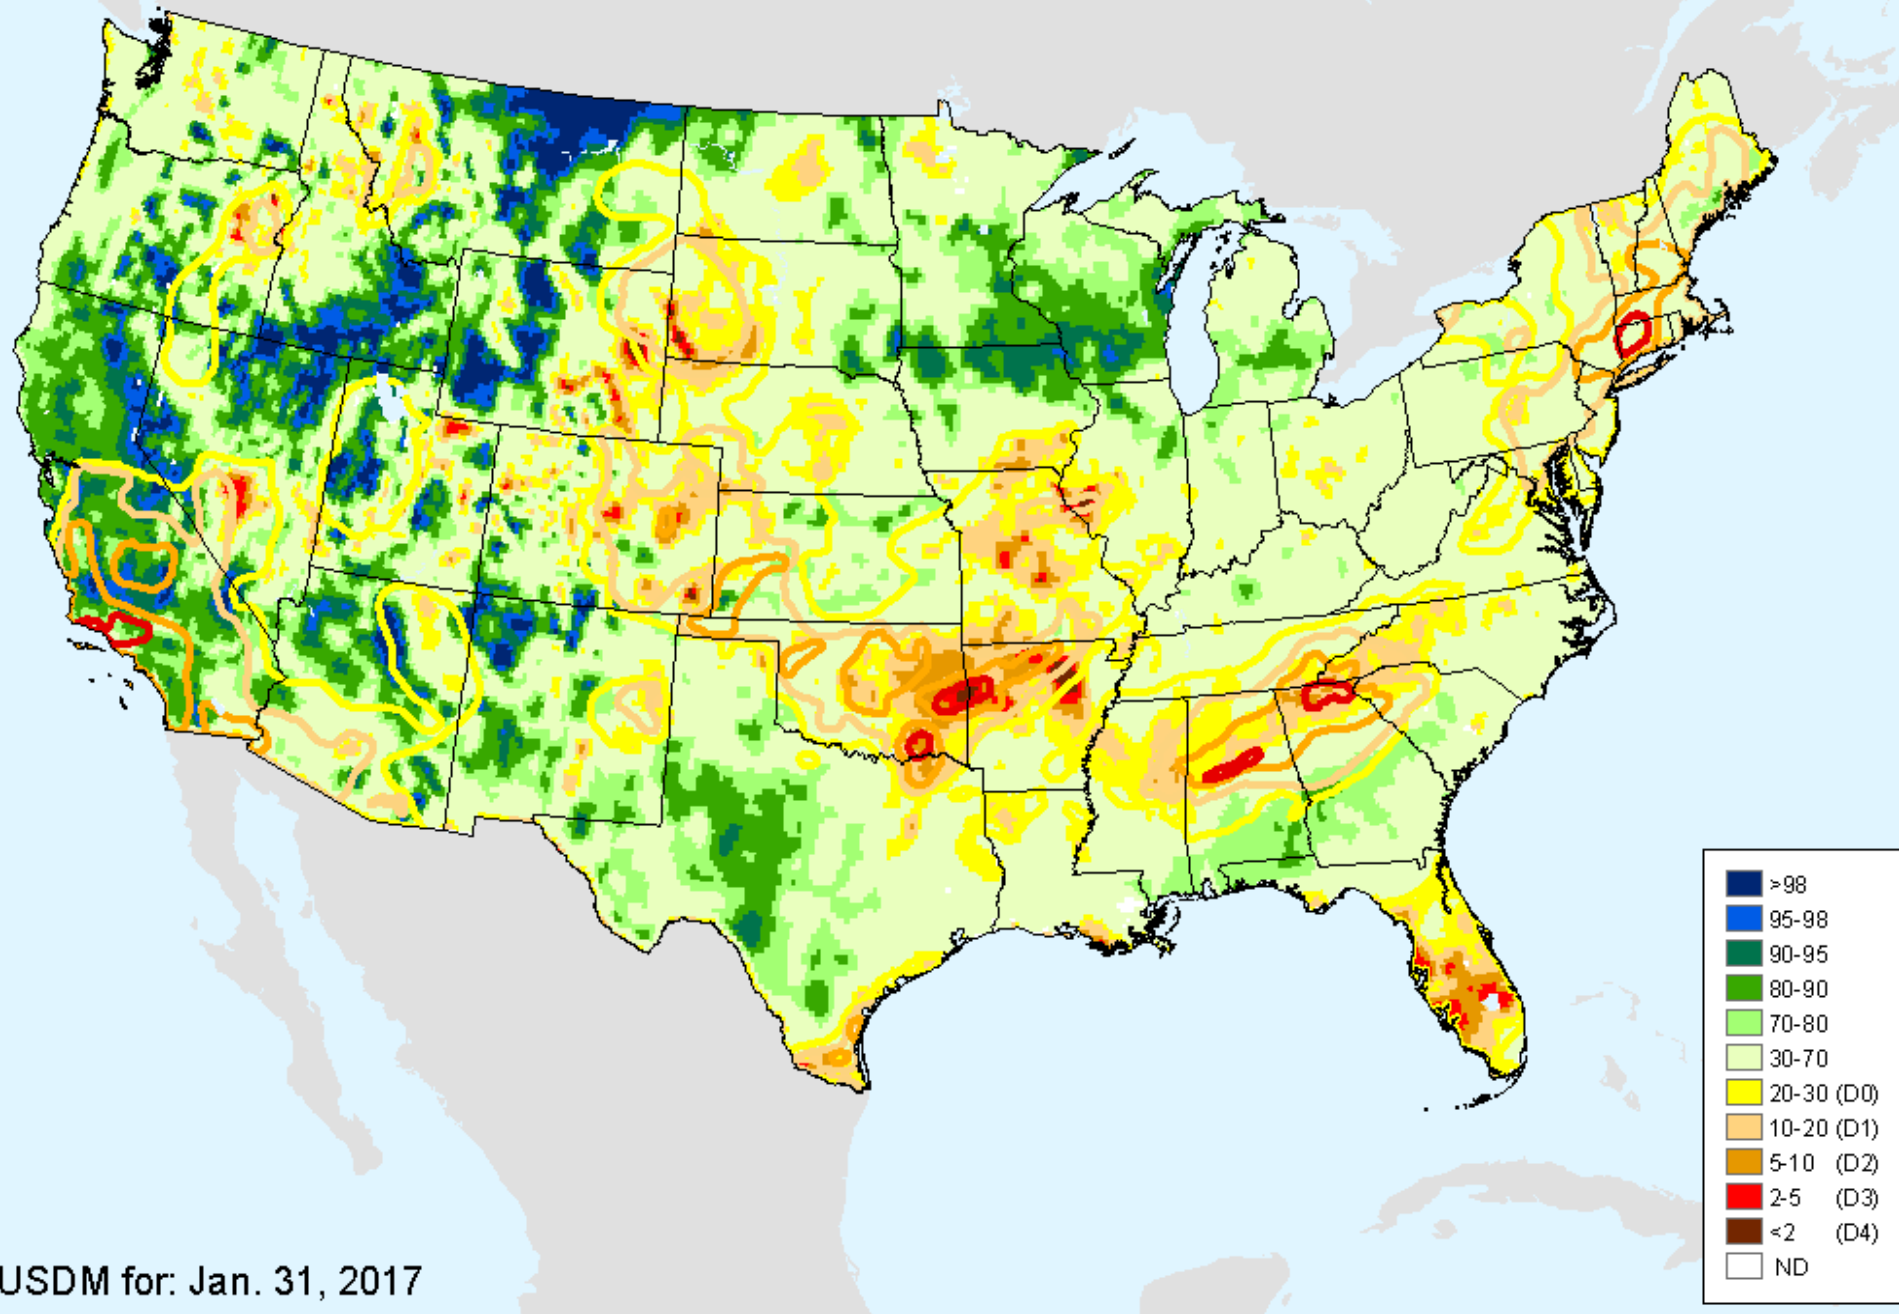 >98
95-98
90-95
80-90
70-80
30-70
20-30 (D0)
10-20 (D1)
5-10 (D2)
2-5 (D3)
<2 (D4)
ND
USDM for: Jan. 31, 2017